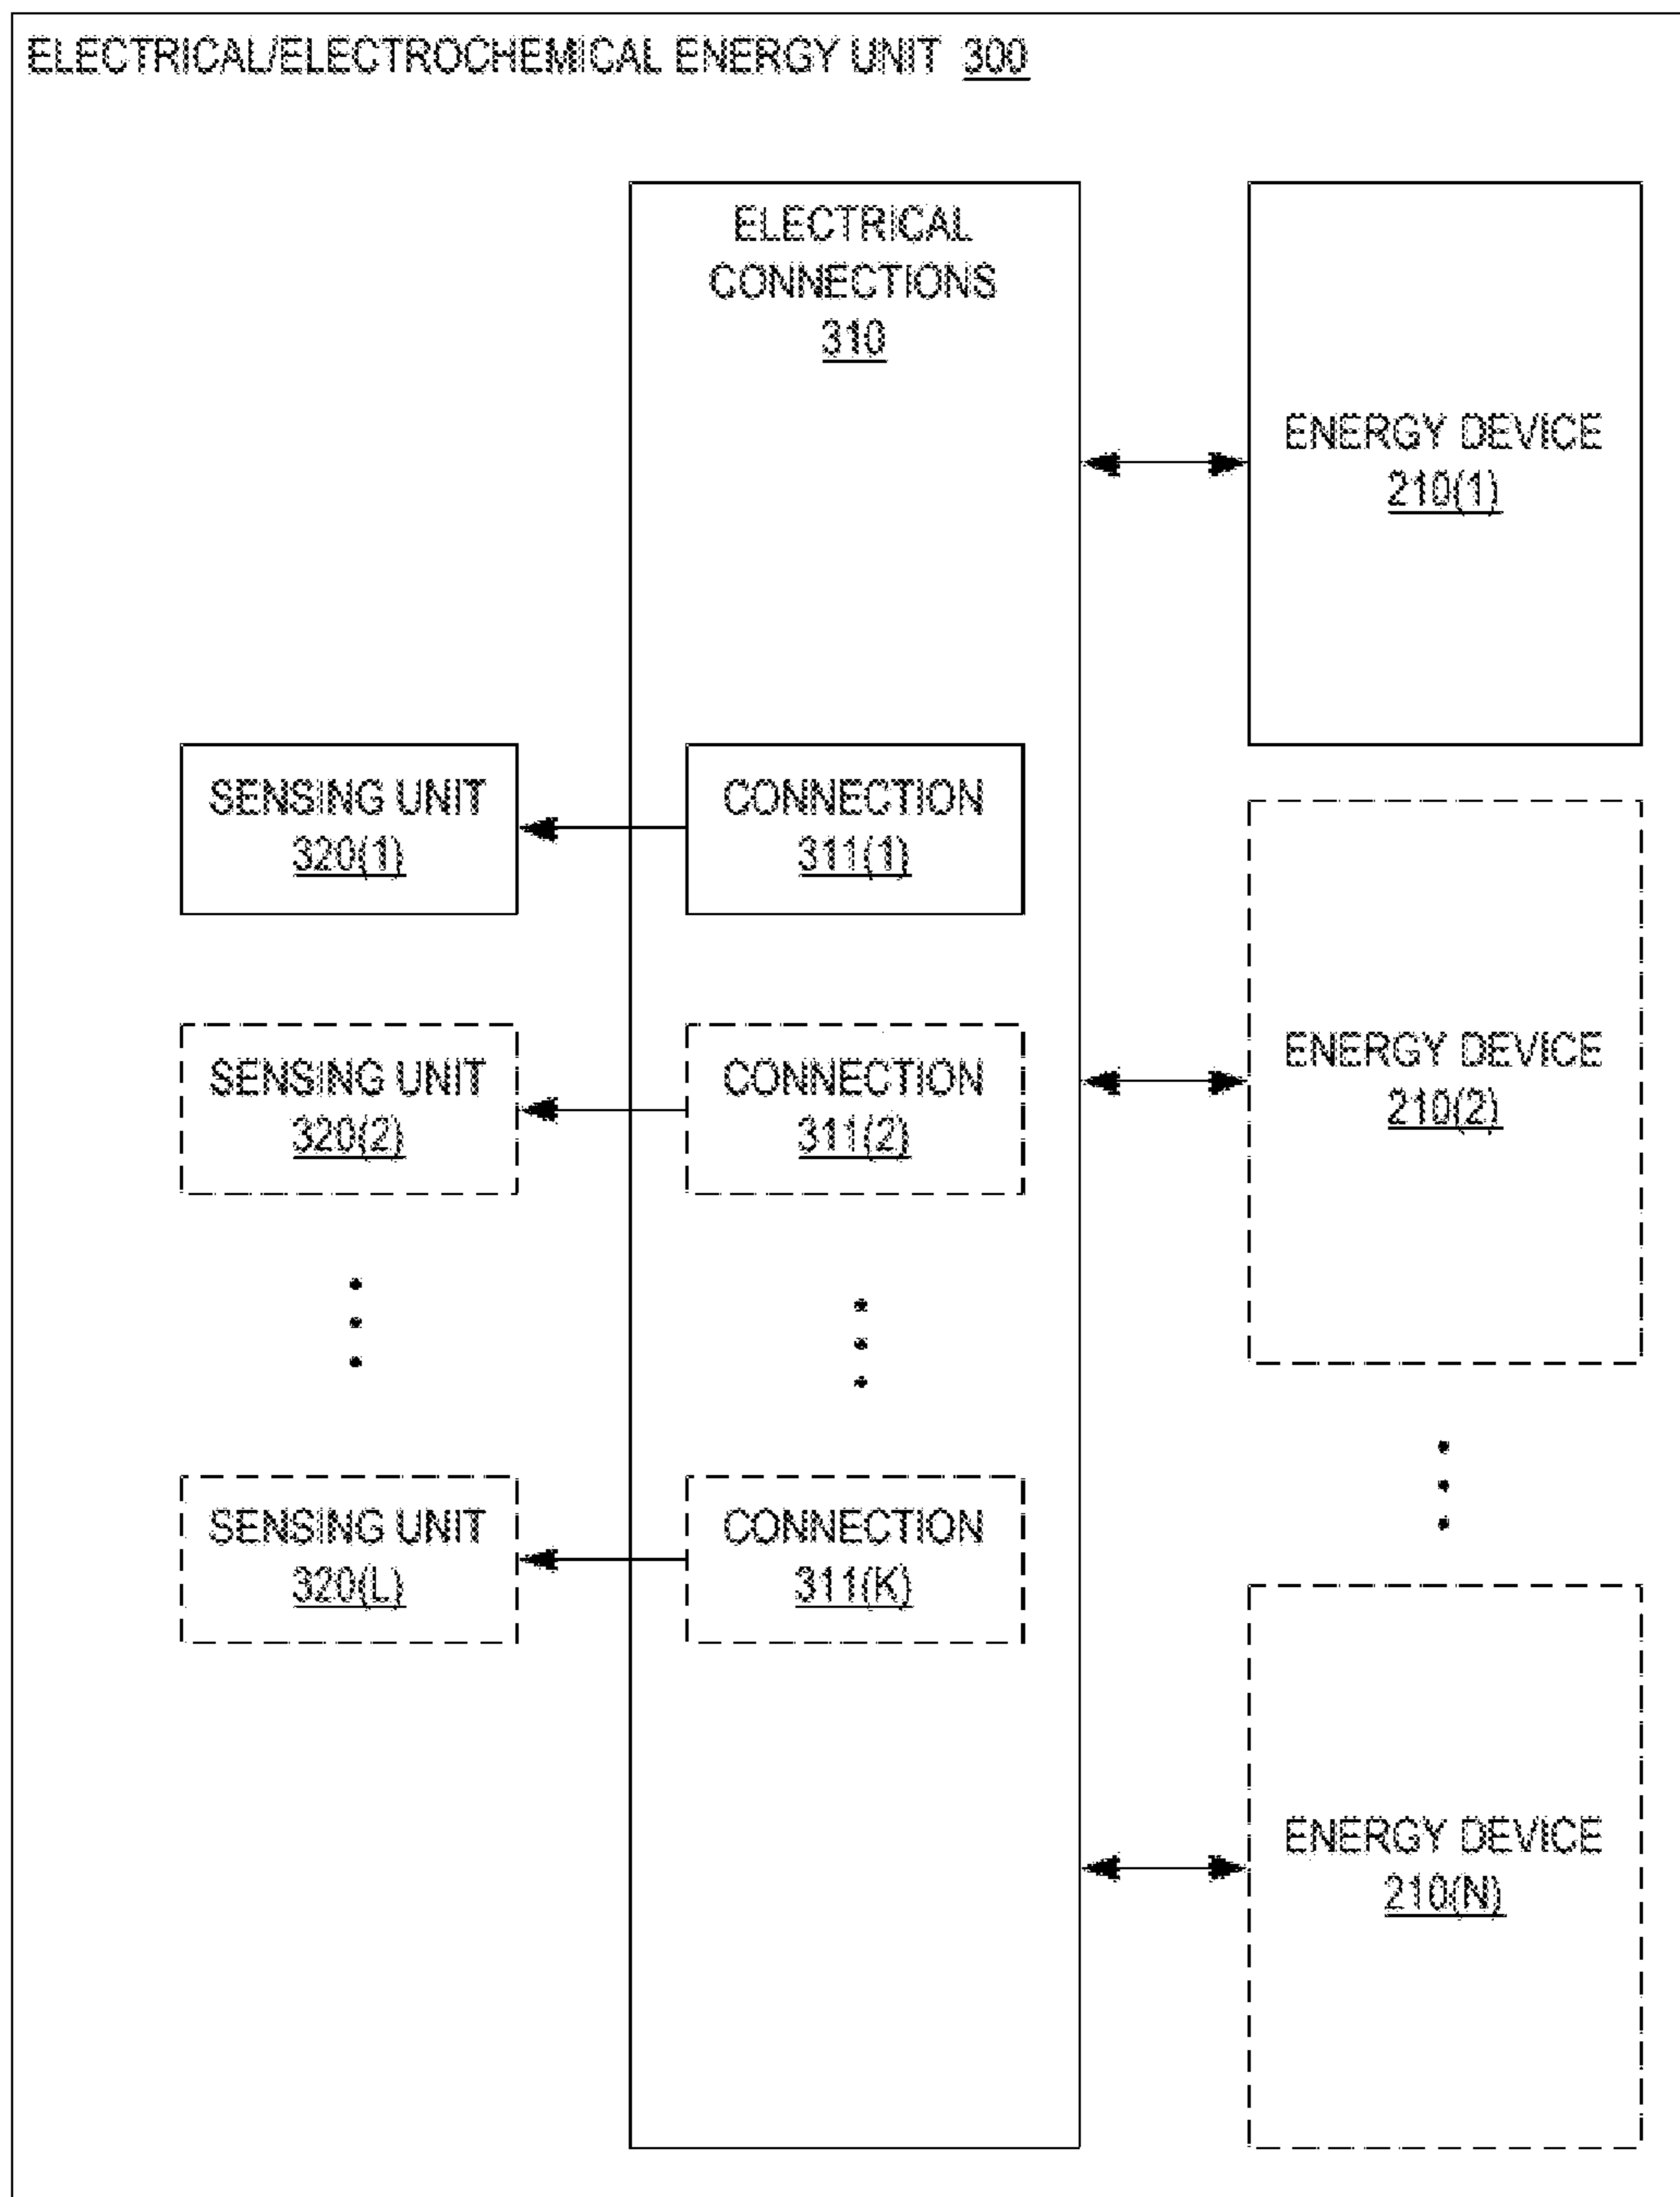 ELECTRICAL/ELECTROCHEMICAL ENERGY UNIT 300
ELECTRICAL
CONNECTIONS
310
ENERGY DEVICE
210(1)
SENSING UNIT
320(1)
CONNECTION
311(1)
SENSING UNIT
320(2)
CONNECTION
311(2)
ENERGY DEVICE
210(2)
SENSING UNIT
320(L)
CONNECTION
311(K)
ENERGY DEVICE
210(N)